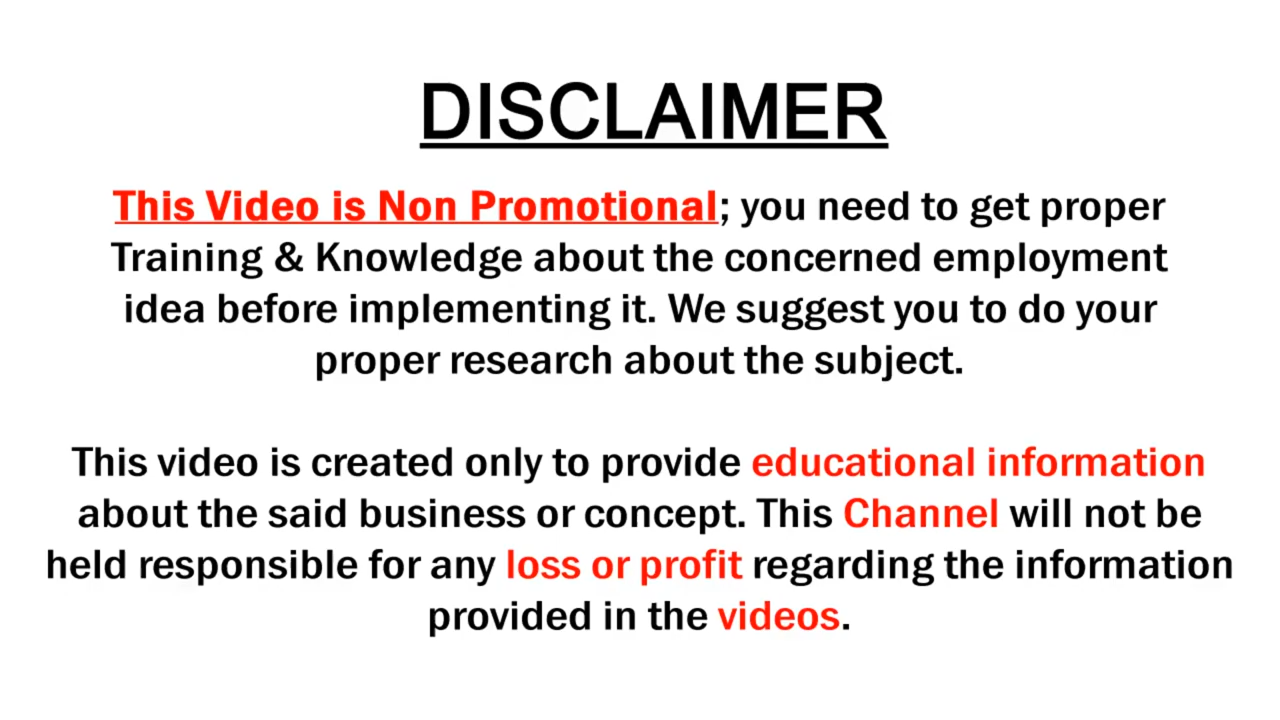 DISCLAIMER
This Video is Non Promotional; you need to get proper
Training & Knowledge about the concerned employment
idea before implementing it. We suggest you to do your
proper research about the subject.
This video is created only to provide educational information
about the said business or concept. This Channel will not be
held responsible for any loss or profit regarding the information
provided in the videos.